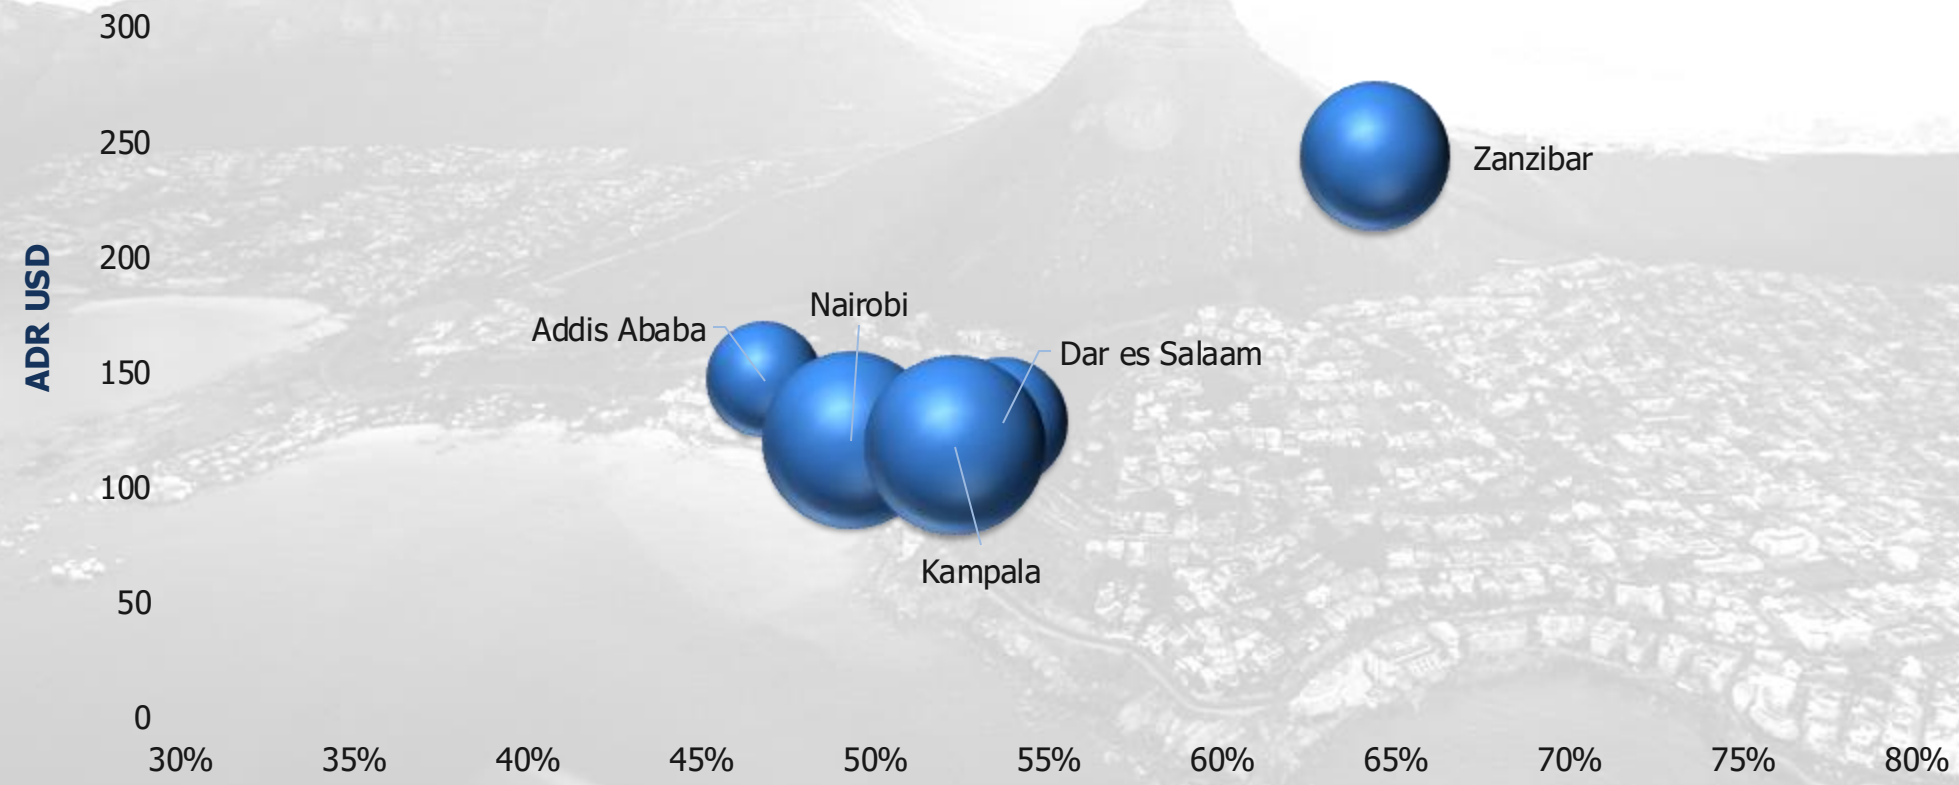 300
250
200
150
100
50
0
ADR USD
Zanzibar
Nairobi
Addis Ababa
Dar es Salaam
Kampala
30% 35% 40% 45% 50% 55% 60% 65% 70% 75% 80%